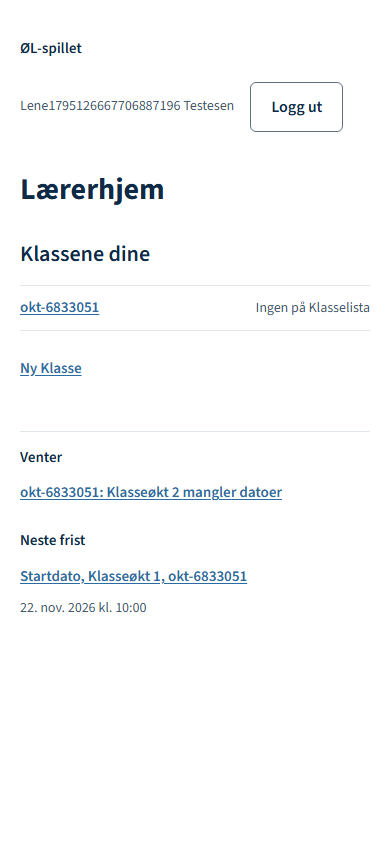 ØL-spillet
Lene1795126667706887196 Testesen
Logg ut
Lærerhjem
Klassene dine
okt-6833051
Ingen på Klasselista
Ny Klasse
Venter
okt-6833051: Klasseøkt 2 mangler datoer
Neste frist
Startdato, Klasseøkt 1, okt-6833051
22. nov. 2026 kl. 10:00